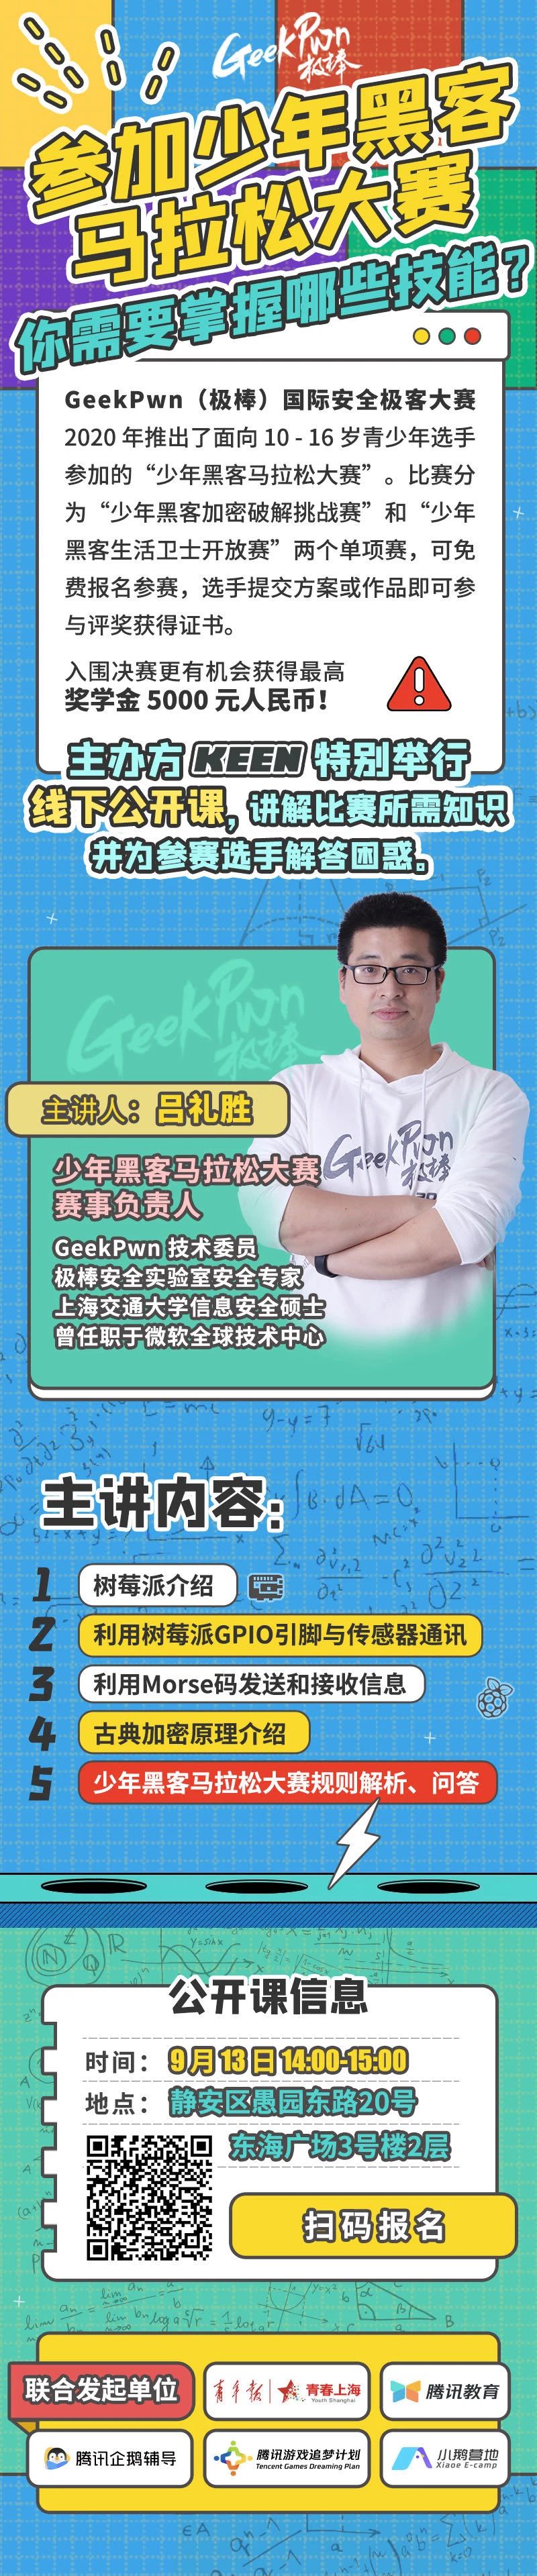 GeekPwn
极棒
参加少年黑客
马拉松大赛
你需要掌握哪些技能?
GeekPwn（极棒）国际安全极客大赛
2020 年推出了面向 10 - 16 岁青少年选手
参加的“少年黑客马拉松大赛”。比赛分
为“少年黑客加密破解挑战赛”和“少年
黑客生活卫士开放赛”两个单项赛，可免
费报名参赛，选手提交方案或作品即可参
与评奖获得证书。
入围决赛更有机会获得最高
奖学金 5000 元人民币！
主办方 KEEN 特别举行
线下公开课，讲解比赛所需知识
并为参赛选手解答困惑。
GeekPwn
极棒
GeekPwn
极棒
主讲人：吕礼胜
少年黑客马拉松大赛
赛事负责人
GeekPwn 技术委员
极棒安全实验室安全专家
上海交通大学信息安全硕士
曾任职于微软全球技术中心
主讲内容：
1 树莓派介绍
2 利用树莓派GPIO引脚与传感器通讯
3 利用Morse码发送和接收信息
4 古典加密原理介绍
5 少年黑客马拉松大赛规则解析、问答
公开课信息
时间：9月13日14:00-15:00
地点：静安区愚园东路20号
东海广场3号楼2层
扫码报名
联合发起单位
青年报 青春上海
Youth Shanghai
腾讯教育
腾讯企鹅辅导
腾讯游戏追梦计划
Tencent Games Dreaming Plan
小鹅营地
Xiaoe E-camp